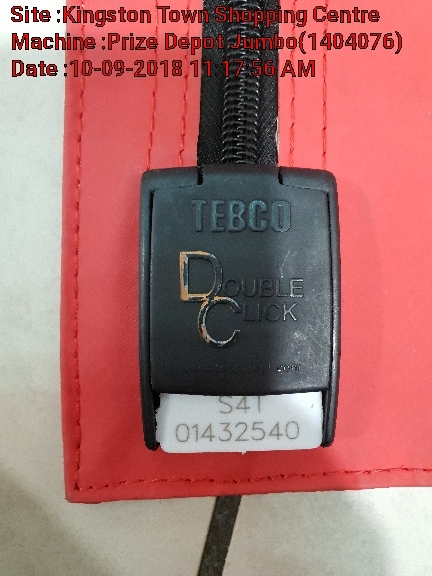 Site :Kingston Town Shopping Centre
Machine :Prize Depot Jumbo(1404076)
Date :10-09-2018 11:17:56 AM
TEBCO
DOUBLE
CLICK
S4T
01432540